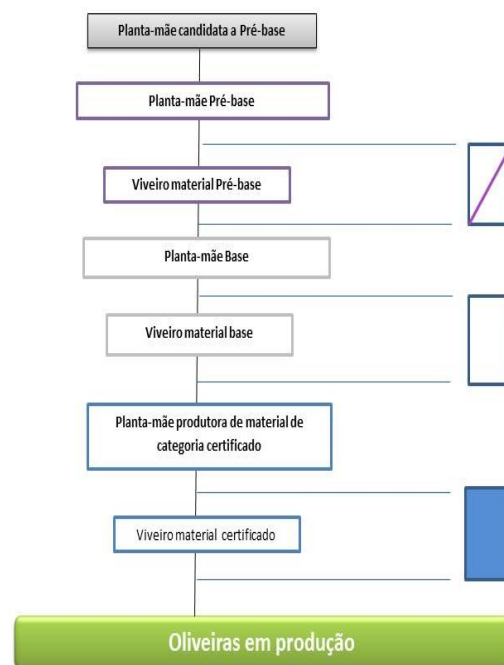 Planta-mãe candidata a Pré-base
Planta-mãe Pré-base
Viveiro material Pré-base
Planta-mãe Base
Viveiro material base
Planta-mãe produtora de material de
categoria certificado
Viveiro material certificado
Oliveiras em produção